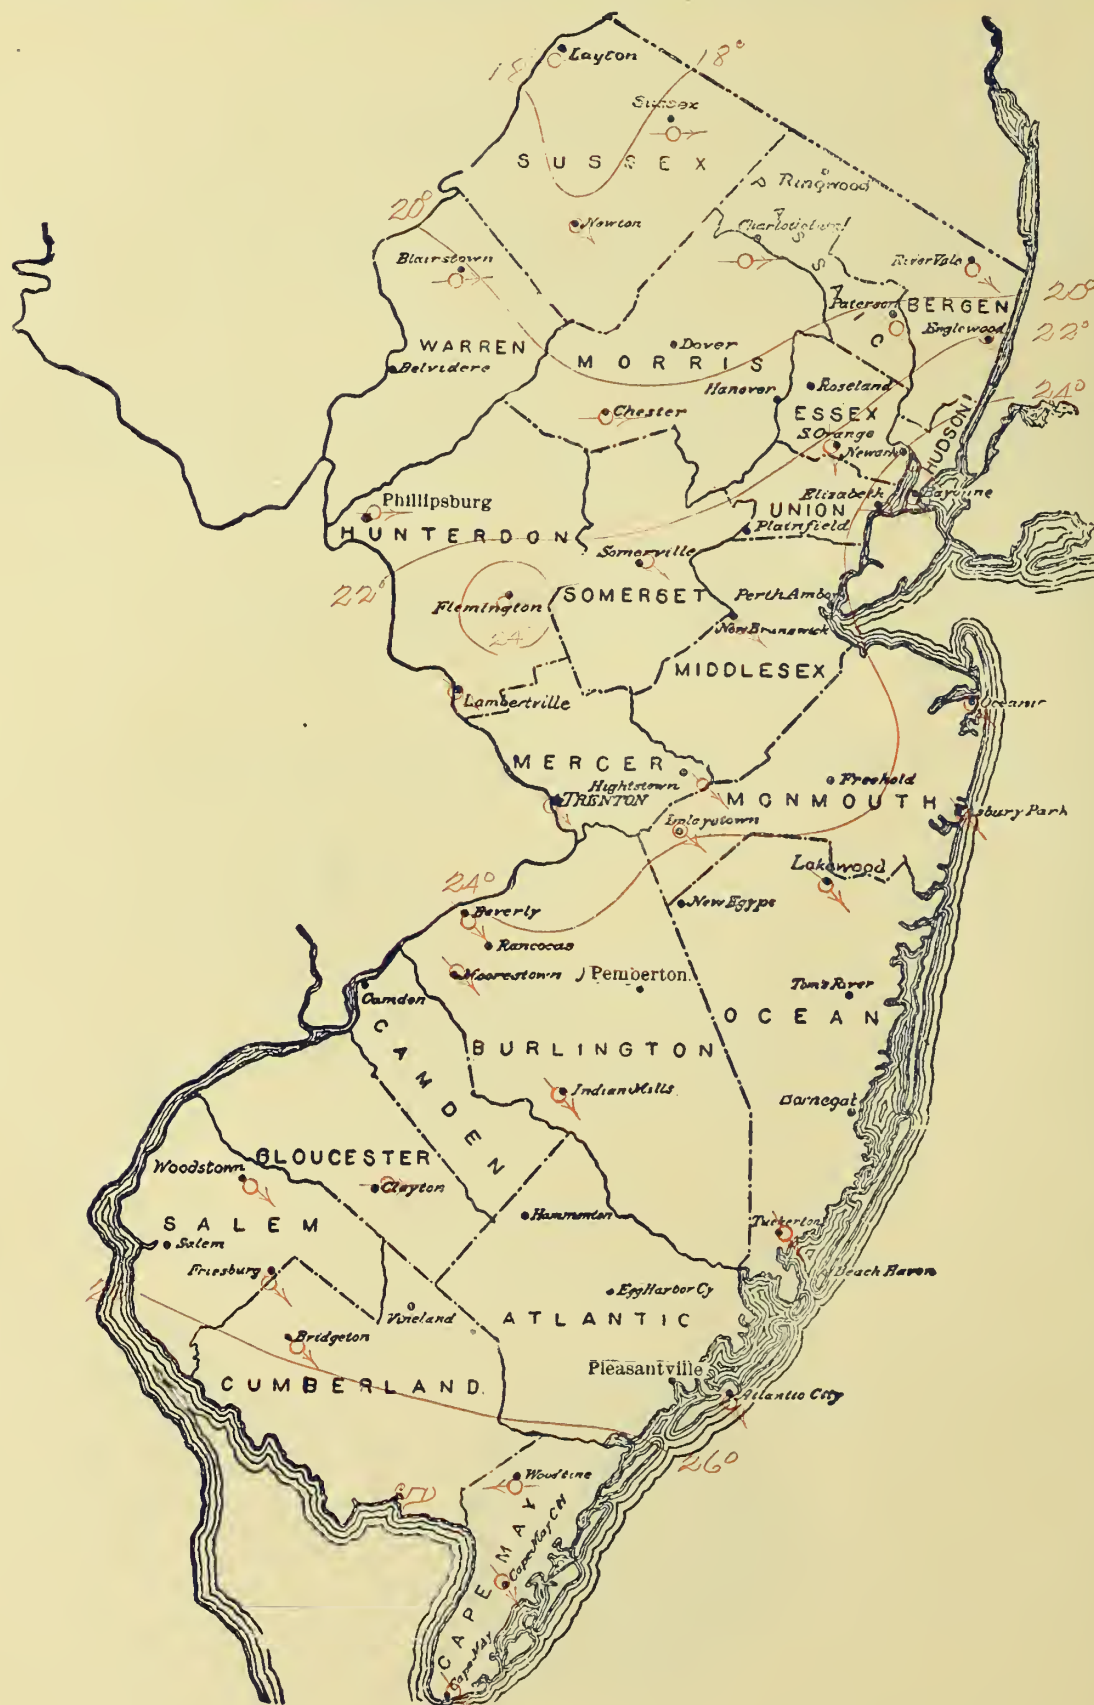 18° 18°
Layton
Sussex
SUSSEX
Ringwood
20° Newton
Charlotteburg
Blairstown
RiverVale
PASSAIC
Paterson BERGEN 20°
Englewood 22°
WARREN
Dover
MORRIS
Belvidere
Hanover Roseland 24°
Chester
ESSEX
S.Orange
Newark HUDSON
Phillipsburg
Elizabeth Bayonne
UNION
HUNTERDON
Plainfield
Somerville
22°
SOMERSET Perth Amboy
Flemington
24°
New Brunswick
MIDDLESEX
Lambertville Oceanic
MERCER
Hightstown Freehold
TRENTON MONMOUTH
Imlaystown
Asbury Park
Lakewood
24°
Beverly New Egypt
Rancocas
Moorestown Pemberton.
Camden Tom's River
OCEAN
CAMDEN
BURLINGTON
Indian Mills
Barnegat
GLOUCESTER
Woodstown
Clayton
SALEM
Hammonton
Tuckerton
Salem
Friesburg Beach Haven
Egg Harbor Cy
Vineland
ATLANTIC
Bridgeton
Pleasantville
CUMBERLAND.
Atlantic City
26°
Woodbine
CAPE MAY
Cape May C H
Cape May